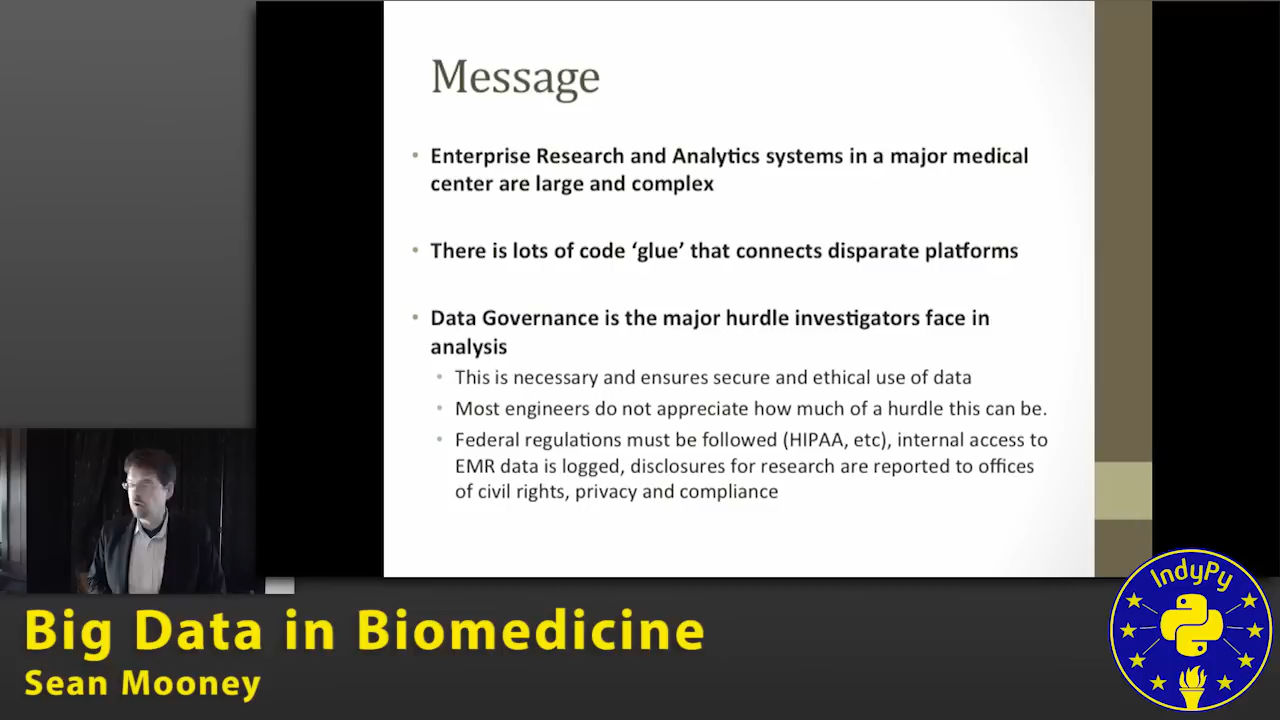 Message
• Enterprise Research and Analytics systems in a major medical
center are large and complex
• There is lots of code ‘glue’ that connects disparate platforms
• Data Governance is the major hurdle investigators face in
analysis
• This is necessary and ensures secure and ethical use of data
• Most engineers do not appreciate how much of a hurdle this can be.
• Federal regulations must be followed (HIPAA, etc), internal access to
EMR data is logged, disclosures for research are reported to offices
of civil rights, privacy and compliance
IndyPy
Big Data in Biomedicine
Sean Mooney